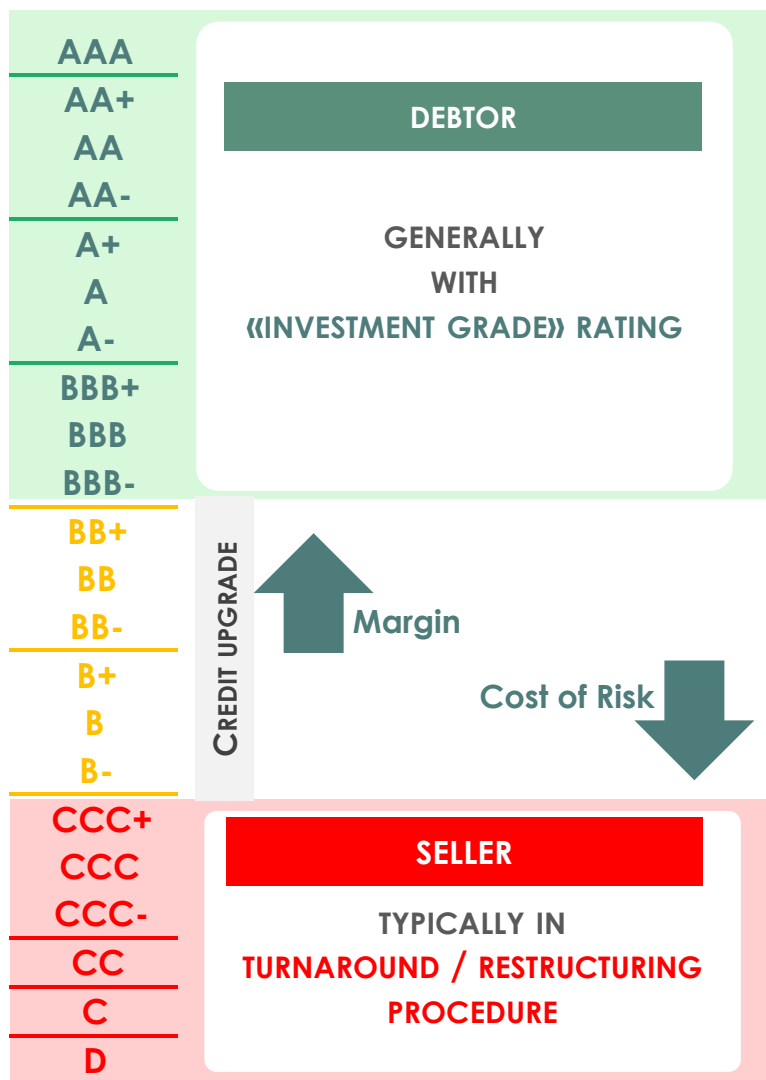 AAA
AA+
AA
AA-
A+
A
A-
BBB+
BBB
BBB-
BB+
BB
BB-
B+
B
B-
CCC+
CCC
CCC-
CC
C
D
DEBTOR
GENERALLY
WITH
«INVESTMENT GRADE» RATING
CREDIT UPGRADE
Margin
Cost of Risk
SELLER
TYPICALLY IN
TURNAROUND / RESTRUCTURING
PROCEDURE